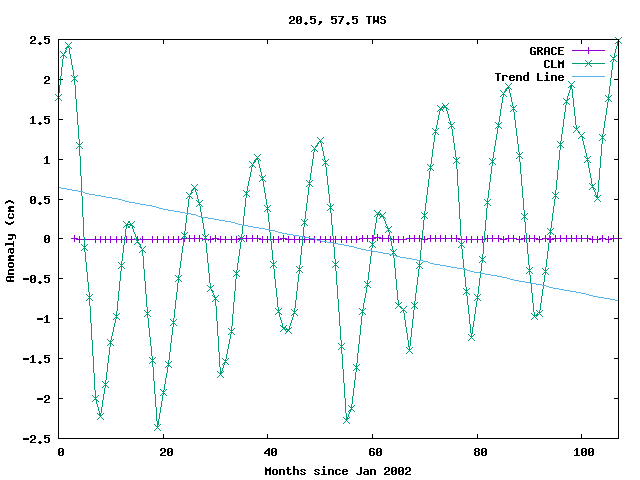 20.5, 57.5 TWS
GRACE
CLM
Trend Line
2.5
2
1.5
1
0.5
0
-0.5
-1
-1.5
-2
-2.5
Anomaly (cm)
0 20 40 60 80 100
Months since Jan 2002